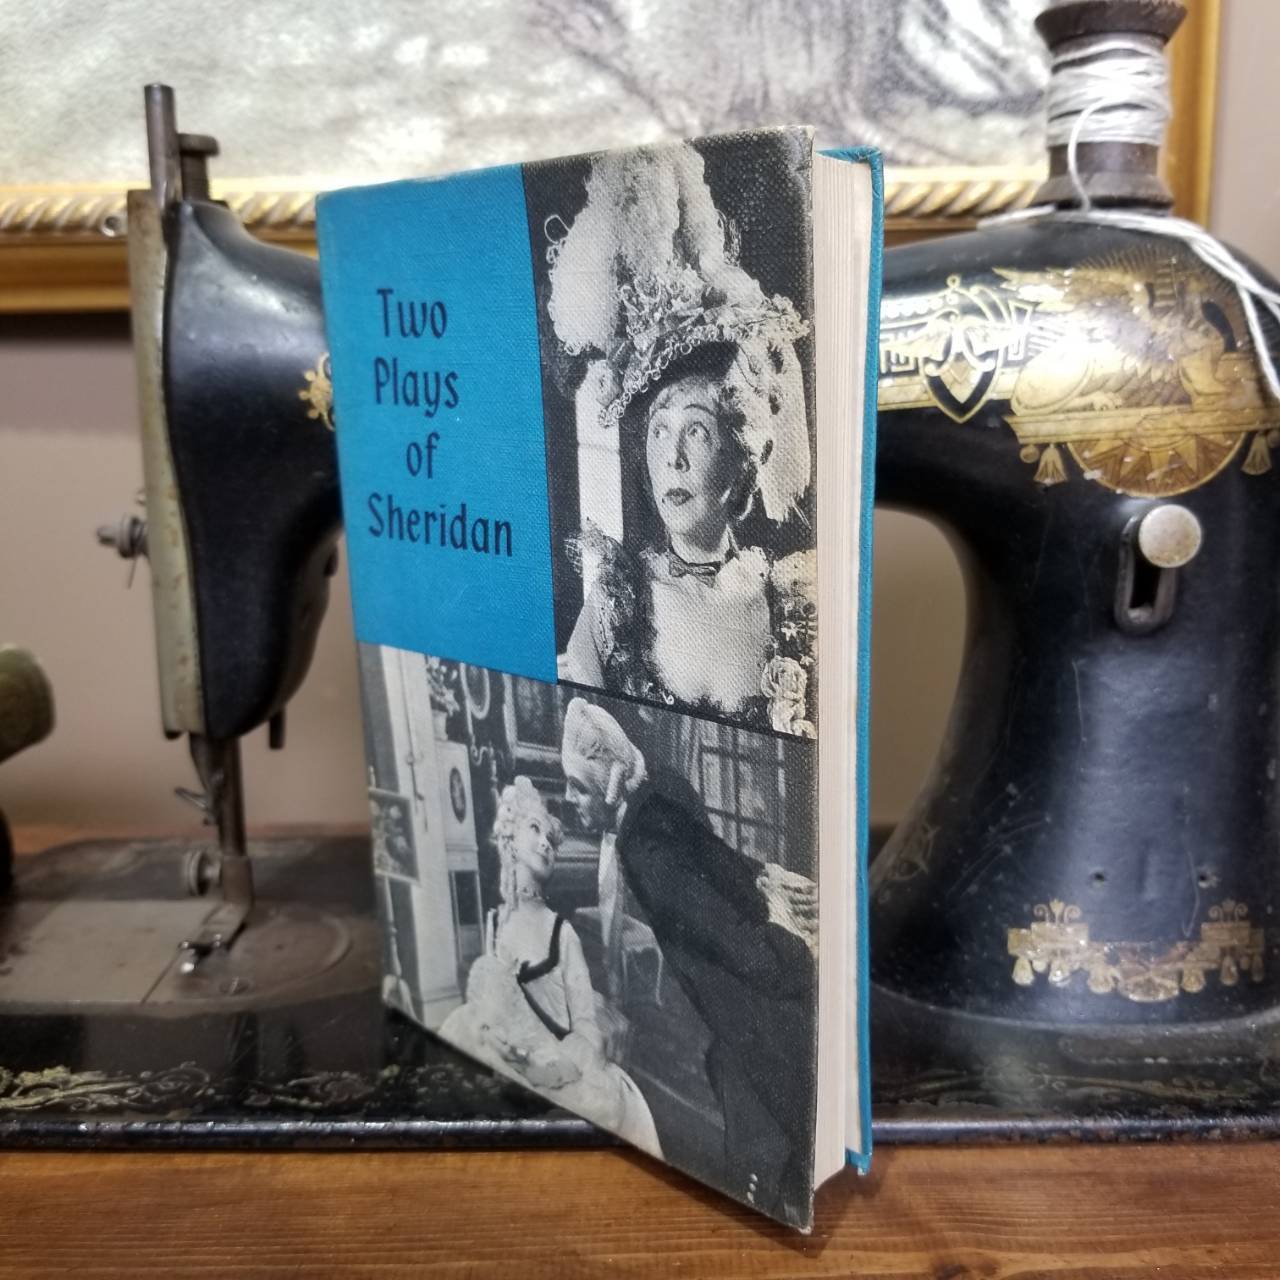 Two
Plays
of
Sheridan